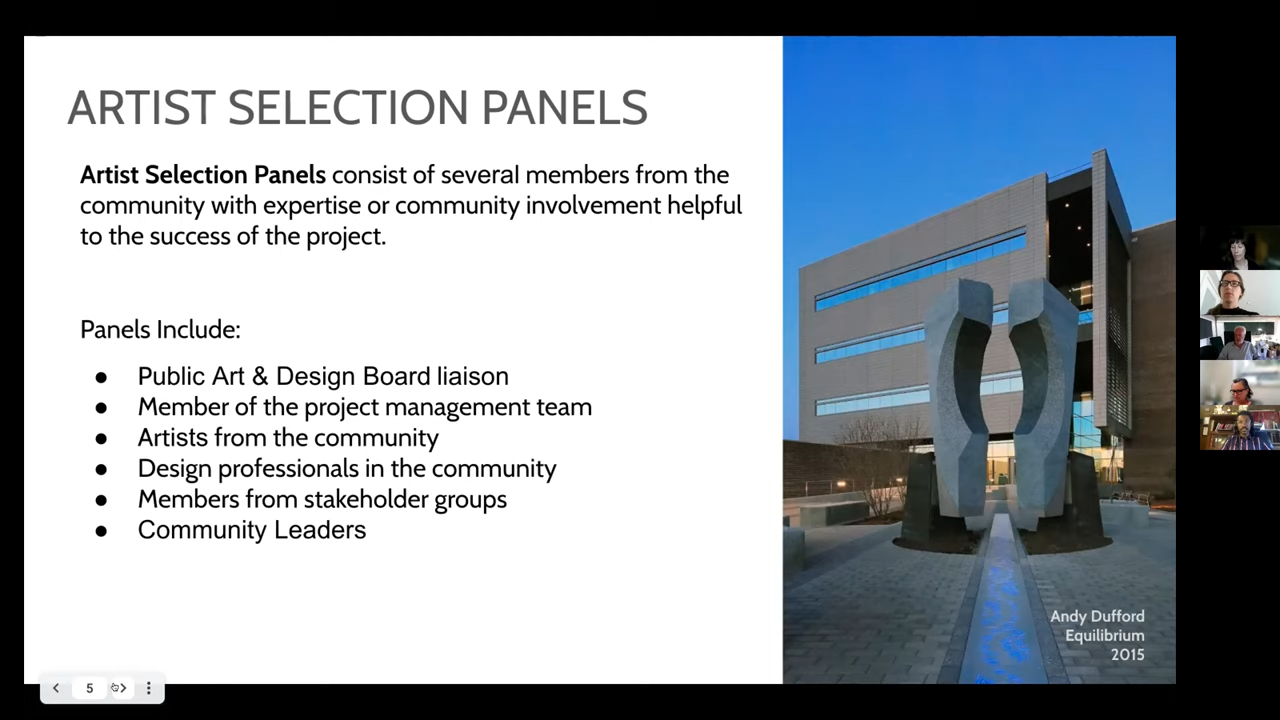 ARTIST SELECTION PANELS
Artist Selection Panels consist of several members from the
community with expertise or community involvement helpful
to the success of the project.
Panels Include:
● Public Art & Design Board liaison
● Member of the project management team
● Artists from the community
● Design professionals in the community
● Members from stakeholder groups
● Community Leaders
Andy Dufford
Equilibrium
2015
5